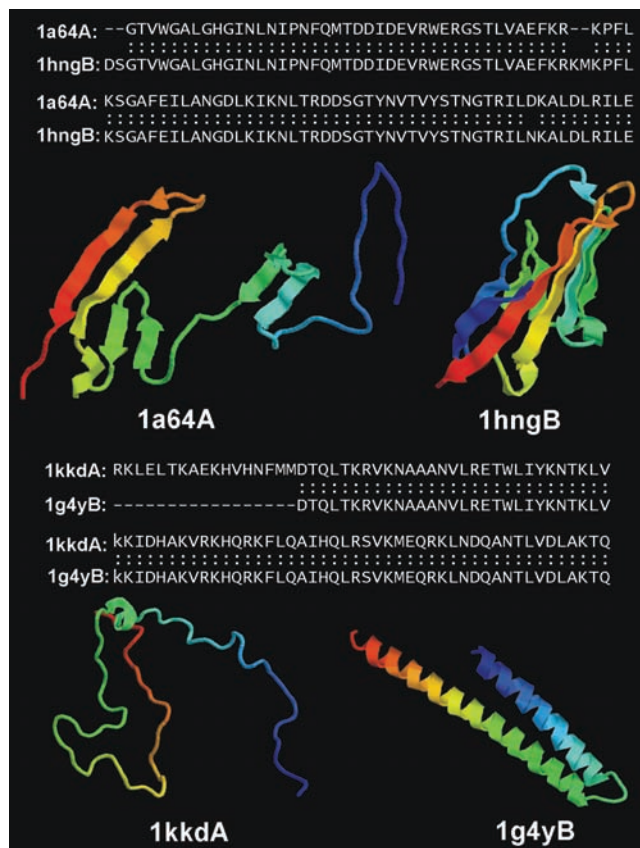 1a64A: --GTVWGALGHGINLNIPNFQMTDDIDEVRWERGSTLVAEFKR--KPFL
:::::::::::::::::::::::::::::::::::::::::: ::::
1hngB: DSGTVWGALGHGINLNIPNFQMTDDIDEVRWERGSTLVAEFKRKMKPFL
1a64A: KSGAFEILANGDLKIKNLTRDDSGTYNVTVYSTNGTRILDKALDLRILE
::::::::::::::::::::::::::::::::::::::: :::::::::
1hngB: KSGAFEILANGDLKIKNLTRDDSGTYNVTVYSTNGTRILNKALDLRILE
1a64A 1hngB
1kkdA: RKLELTKAEKHVHNFMMDTQLTKRVKNAAANVLRETWLIYKNTKLV
:::::::::::::::::::::::::::::
1g4yB: -----------------DTQLTKRVKNAAANVLRETWLIYKNTKLV
1kkdA: kKIDHAKVRKHQRKFLQAIHQLRSVKMEQRKLNDQANTLVDLAKTQ
::::::::::::::::::::::::::::::::::::::::::::::
1g4yB: kKIDHAKVRKHQRKFLQAIHQLRSVKMEQRKLNDQANTLVDLAKTQ
1kkdA 1g4yB